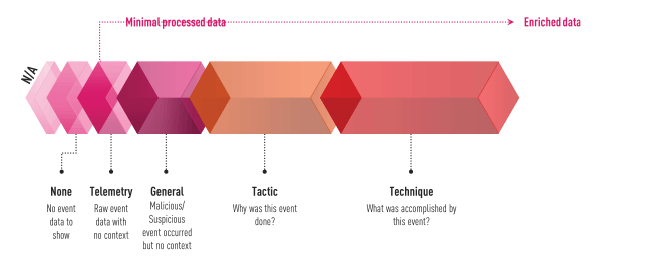 Minimal processed data
Enriched data
N/A
None
No event
data to
show
Telemetry
Raw event
data with
no context
General
Malicious/
Suspicious
event occurred
but no context
Tactic
Why was this event
done?
Technique
What was accomplished by
this event?